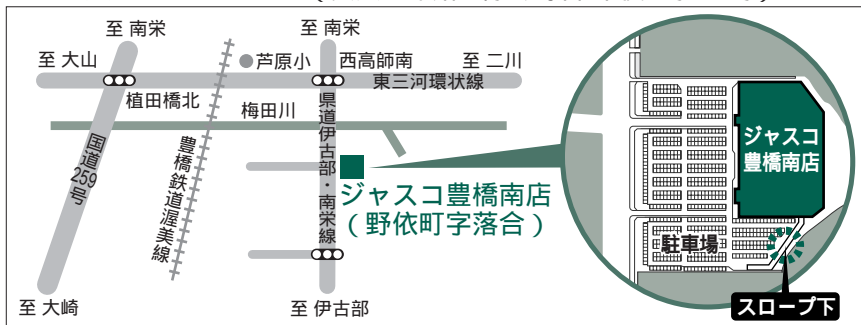 至 南栄
至 南栄
至 大山
芦原小
西高師南
至 二川
東三河環状線
植田橋北
梅田川
国道259号
豊橋鉄道渥美線
県道伊古部・南栄線
ジャスコ豊橋南店
（野依町字落合）
至 大崎
至 伊古部
ジャスコ
豊橋南店
駐車場
スロープ下